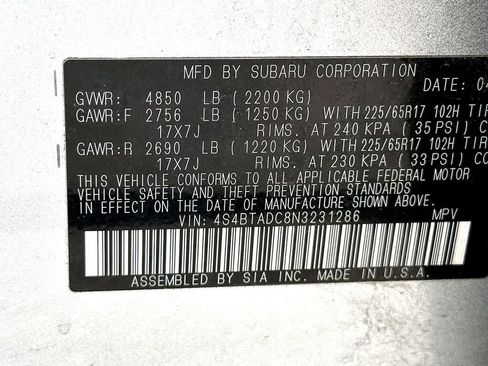 MFD BY SUBARU CORPORATION
DATE: 04
GVWR: 4850 LB ( 2200 KG)
GAWR:F 2756 LB ( 1250 KG) WITH 225/65R17 102H TIR
17X7J RIMS. AT 240 KPA ( 35 PSI) CO
GAWR:R 2690 LB ( 1220 KG) WITH 225/65R17 102H TIR
17X7J RIMS. AT 230 KPA ( 33 PSI) C
THIS VEHICLE CONFORMS TO ALL APPLICABLE FEDERAL MOTOR
VEHICLE SAFETY AND BUMPER STANDARDS
IN EFFECT ON THE DATE OF MANUFACTURE SHOWN ABOVE.
VIN: 4S4BTADC8N3231286 MPV
ASSEMBLED BY SIA INC. MADE IN U.S.A.